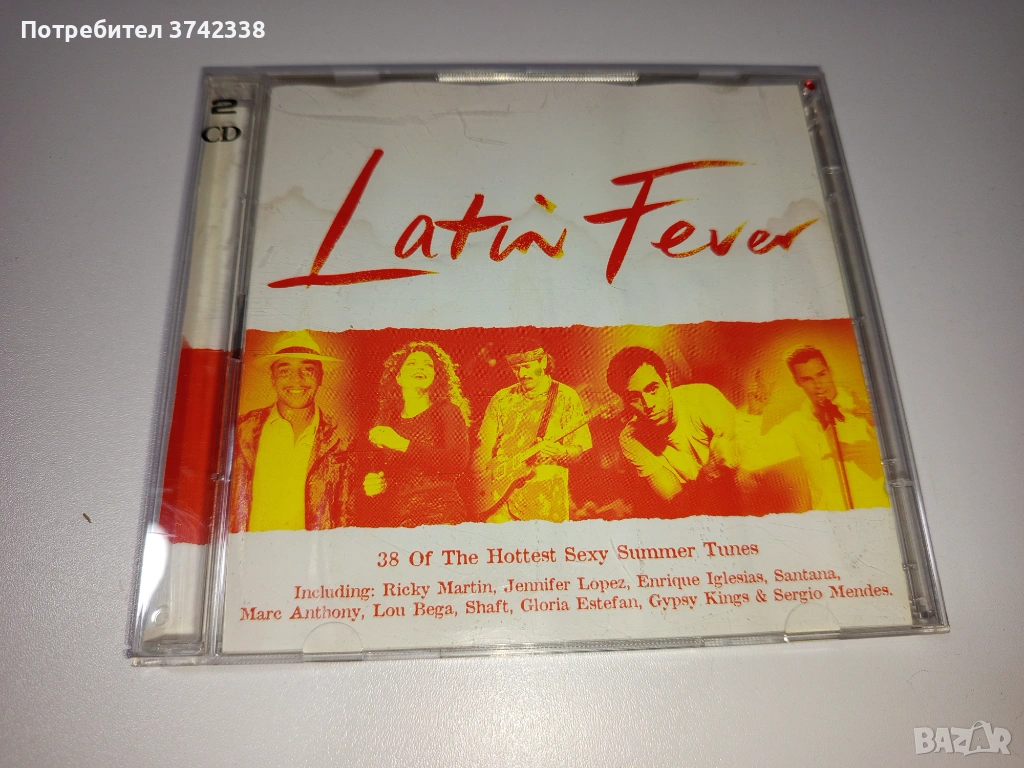 Потребител 3742338
2
CD
Latin Fever
38 Of The Hottest Sexy Summer Tunes
Including: Ricky Martin, Jennifer Lopez, Enrique Iglesias, Santana,
Marc Anthony, Lou Bega, Shaft, Gloria Estefan, Gypsy Kings & Sergio Mendes.
BAZAR